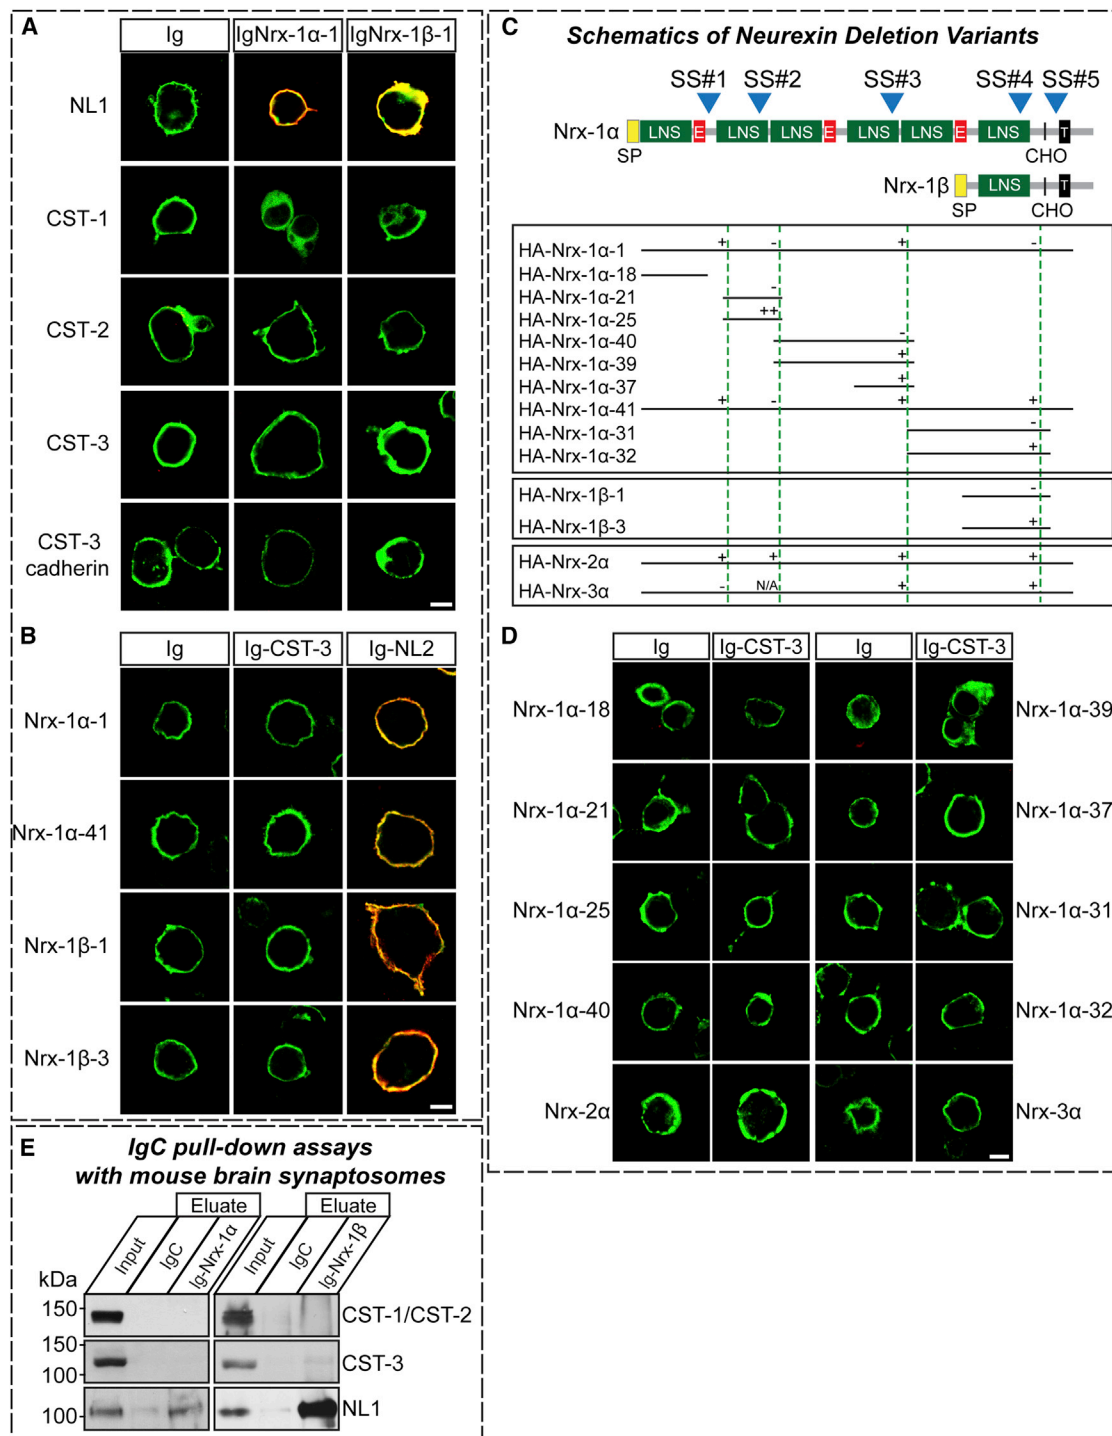 A
Ig
IgNrx-1α-1
IgNrx-1β-1
NL1
CST-1
CST-2
CST-3
CST-3
cadherin
B
Ig
Ig-CST-3
Ig-NL2
Nrx-1α-1
Nrx-1α-41
Nrx-1β-1
Nrx-1β-3
C
Schematics of Neurexin Deletion Variants
SS#1
SS#2
SS#3
SS#4
SS#5
Nrx-1α
LNS
E
LNS
LNS
E
LNS
LNS
E
LNS
T
SP
CHO
Nrx-1β
LNS
T
SP
CHO
HA-Nrx-1α-1 + - + -
HA-Nrx-1α-18
HA-Nrx-1α-21 -
HA-Nrx-1α-25 ++
HA-Nrx-1α-40 -
HA-Nrx-1α-39 +
HA-Nrx-1α-37 +
HA-Nrx-1α-41 + - + +
HA-Nrx-1α-31 -
HA-Nrx-1α-32 +
HA-Nrx-1β-1 -
HA-Nrx-1β-3 +
HA-Nrx-2α + + + +
HA-Nrx-3α - N/A + +
D
Ig
Ig-CST-3
Ig
Ig-CST-3
Nrx-1α-18
Nrx-1α-39
Nrx-1α-21
Nrx-1α-37
Nrx-1α-25
Nrx-1α-31
Nrx-1α-40
Nrx-1α-32
Nrx-2α
Nrx-3α
E
IgC pull-down assays
with mouse brain synaptosomes
Eluate
Eluate
Input
IgC
Ig-Nrx-1α
Input
IgC
Ig-Nrx-1β
kDa
150
CST-1/CST-2
150
100
CST-3
100
NL1